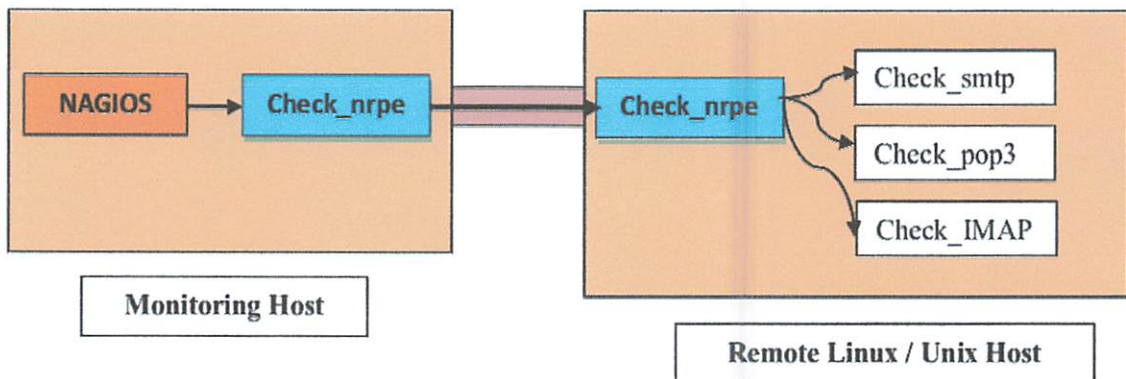 NAGIOS
Check_nrpe
Check_nrpe
Check_smtp
Check_pop3
Check_IMAP
Monitoring Host
Remote Linux / Unix Host